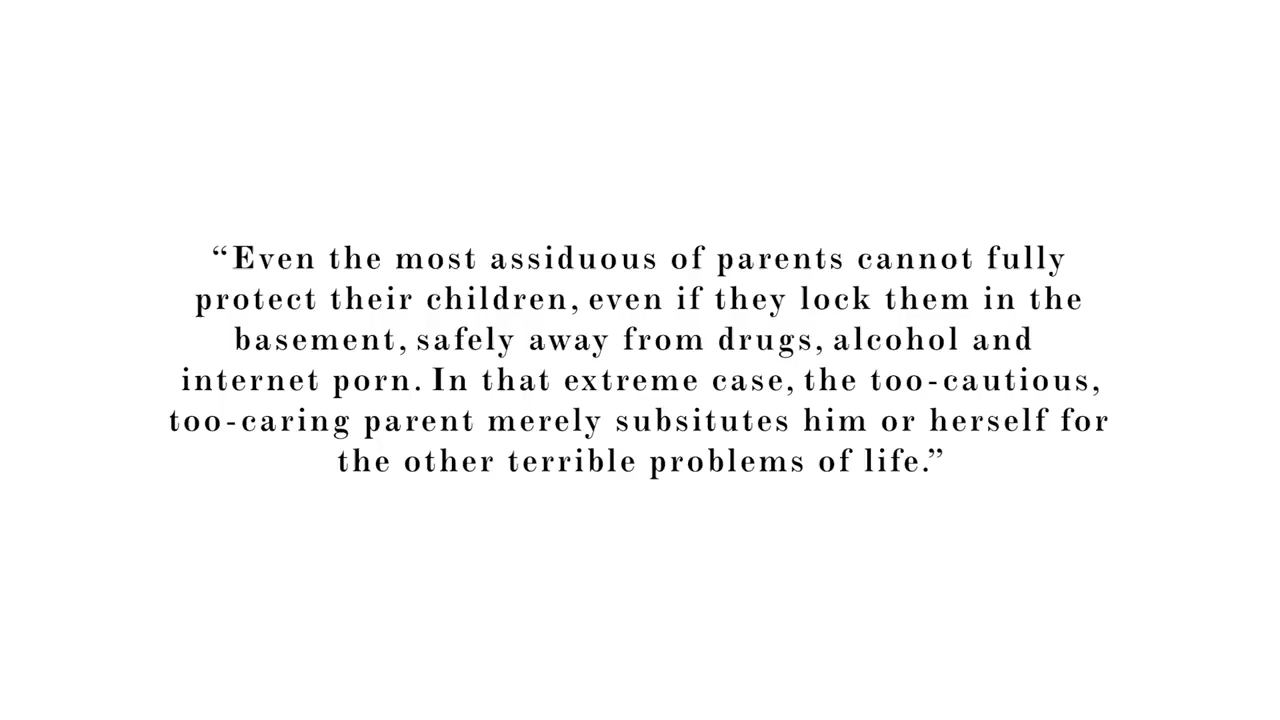 “Even the most assiduous of parents cannot fully
protect their children, even if they lock them in the
basement, safely away from drugs, alcohol and
internet porn. In that extreme case, the too-cautious,
too-caring parent merely subsitutes him or herself for
the other terrible problems of life.”